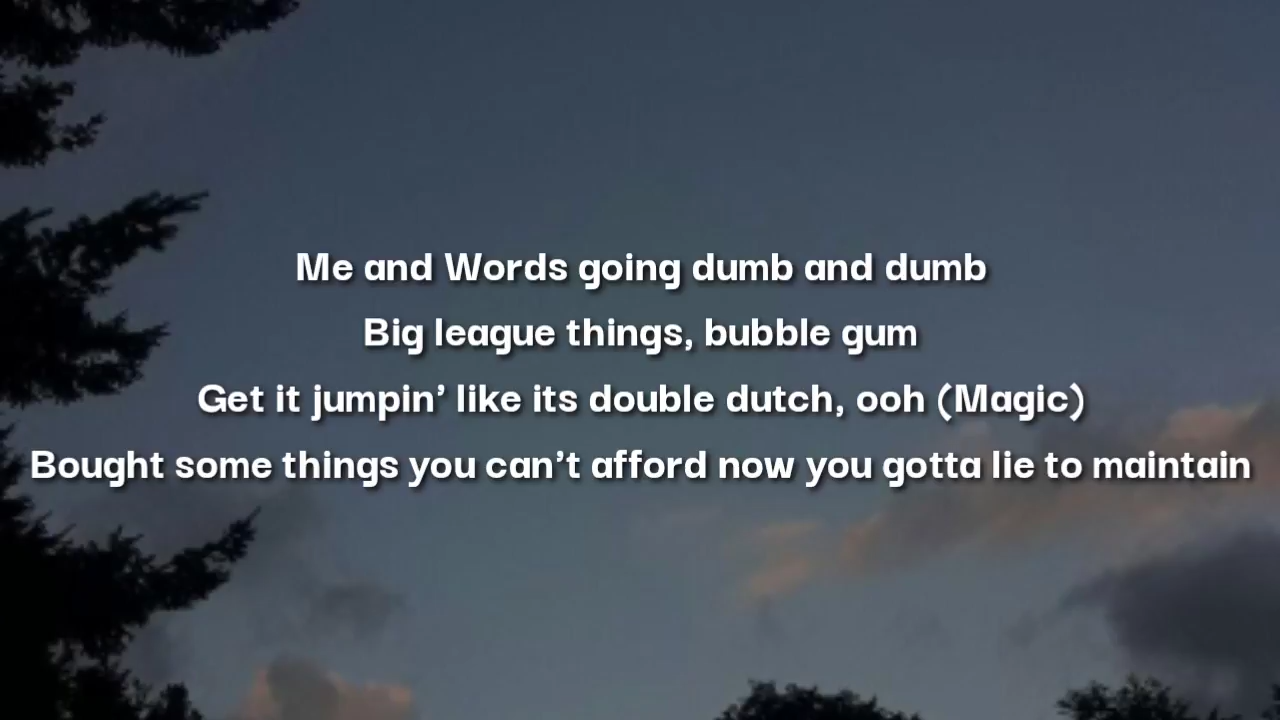 Me and Words going dumb and dumb
Big league things, bubble gum
Get it jumpin' like its double dutch, ooh (Magic)
Bought some things you can't afford now you gotta lie to maintain